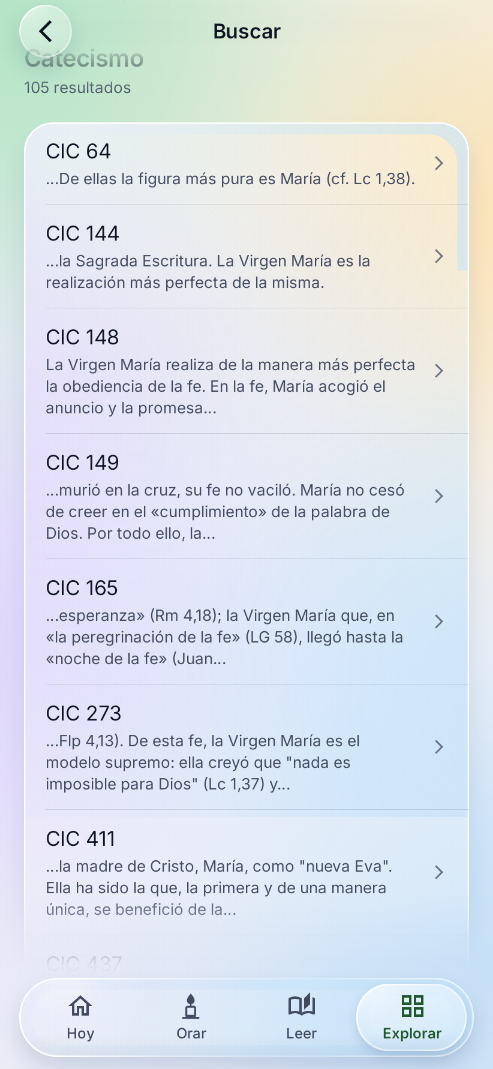 Buscar
Catecismo
105 resultados
CIC 64
...De ellas la figura más pura es María (cf. Lc 1,38).
CIC 144
...la Sagrada Escritura. La Virgen María es la
realización más perfecta de la misma.
CIC 148
La Virgen María realiza de la manera más perfecta
la obediencia de la fe. En la fe, María acogió el
anuncio y la promesa...
CIC 149
...murió en la cruz, su fe no vaciló. María no cesó
de creer en el «cumplimiento» de la palabra de
Dios. Por todo ello, la...
CIC 165
...esperanza» (Rm 4,18); la Virgen María que, en
«la peregrinación de la fe» (LG 58), llegó hasta la
«noche de la fe» (Juan...
CIC 273
...Flp 4,13). De esta fe, la Virgen María es el
modelo supremo: ella creyó que "nada es
imposible para Dios" (Lc 1,37) y...
CIC 411
...la madre de Cristo, María, como "nueva Eva".
Ella ha sido la que, la primera y de una manera
única, se benefició de la...
CIC 437
Hoy
Orar
Leer
Explorar